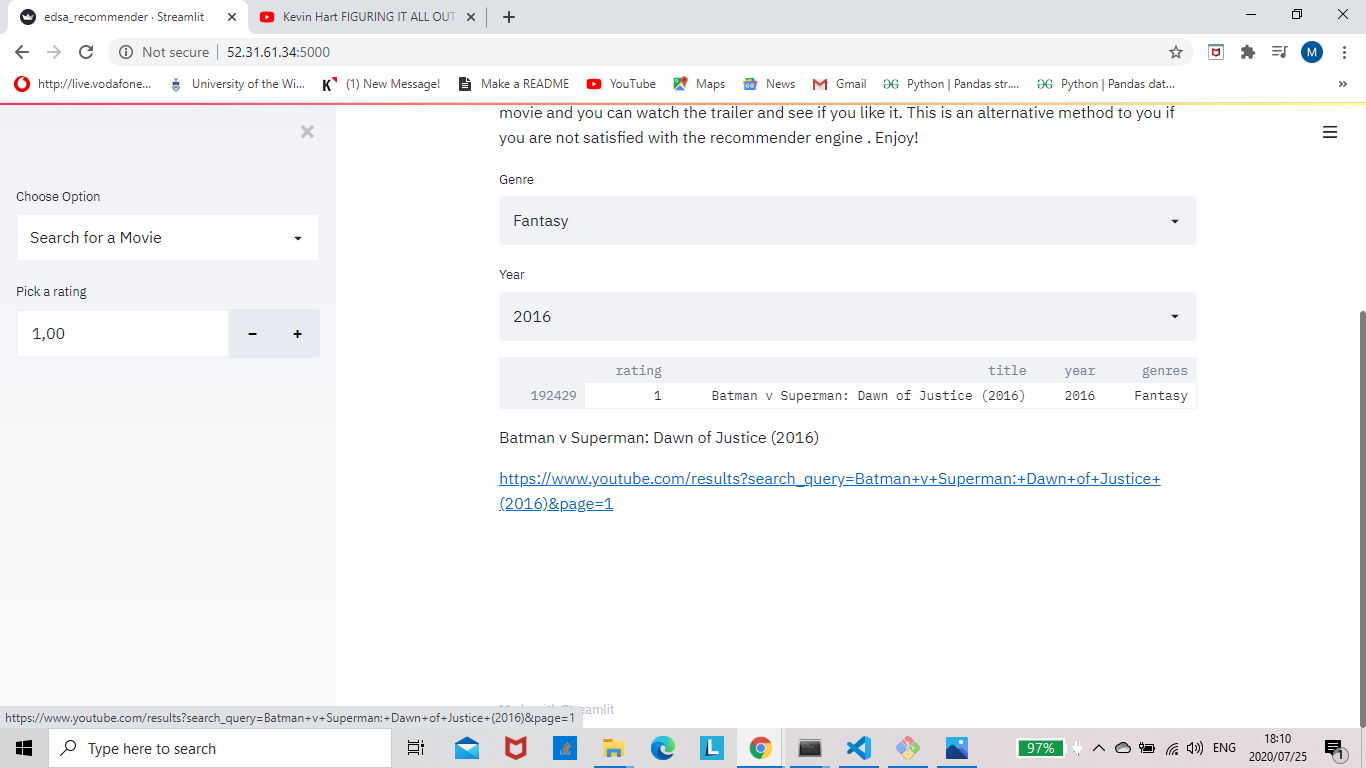 edsa_recommender · Streamlit
Kevin Hart FIGURING IT ALL OUT
Not secure | 52.31.61.34:5000
M
http://live.vodafone... University of the Wi... (1) New Message! Make a README YouTube Maps News Gmail Python | Pandas str.... Python | Pandas dat... »
movie and you can watch the trailer and see if you like it. This is an alternative method to you if
you are not satisfied with the recommender engine . Enjoy!
Choose Option
Search for a Movie
Pick a rating
1,00
− +
Genre
Fantasy
Year
2016
rating title year genres
192429 1 Batman v Superman: Dawn of Justice (2016) 2016 Fantasy
Batman v Superman: Dawn of Justice (2016)
https://www.youtube.com/results?search_query=Batman+v+Superman:+Dawn+of+Justice+
(2016)&page=1
Streamlit
https://www.youtube.com/results?search_query=Batman+v+Superman:+Dawn+of+Justice+(2016)&page=1
Type here to search
L
97%
ENG
18:10
2020/07/25
1